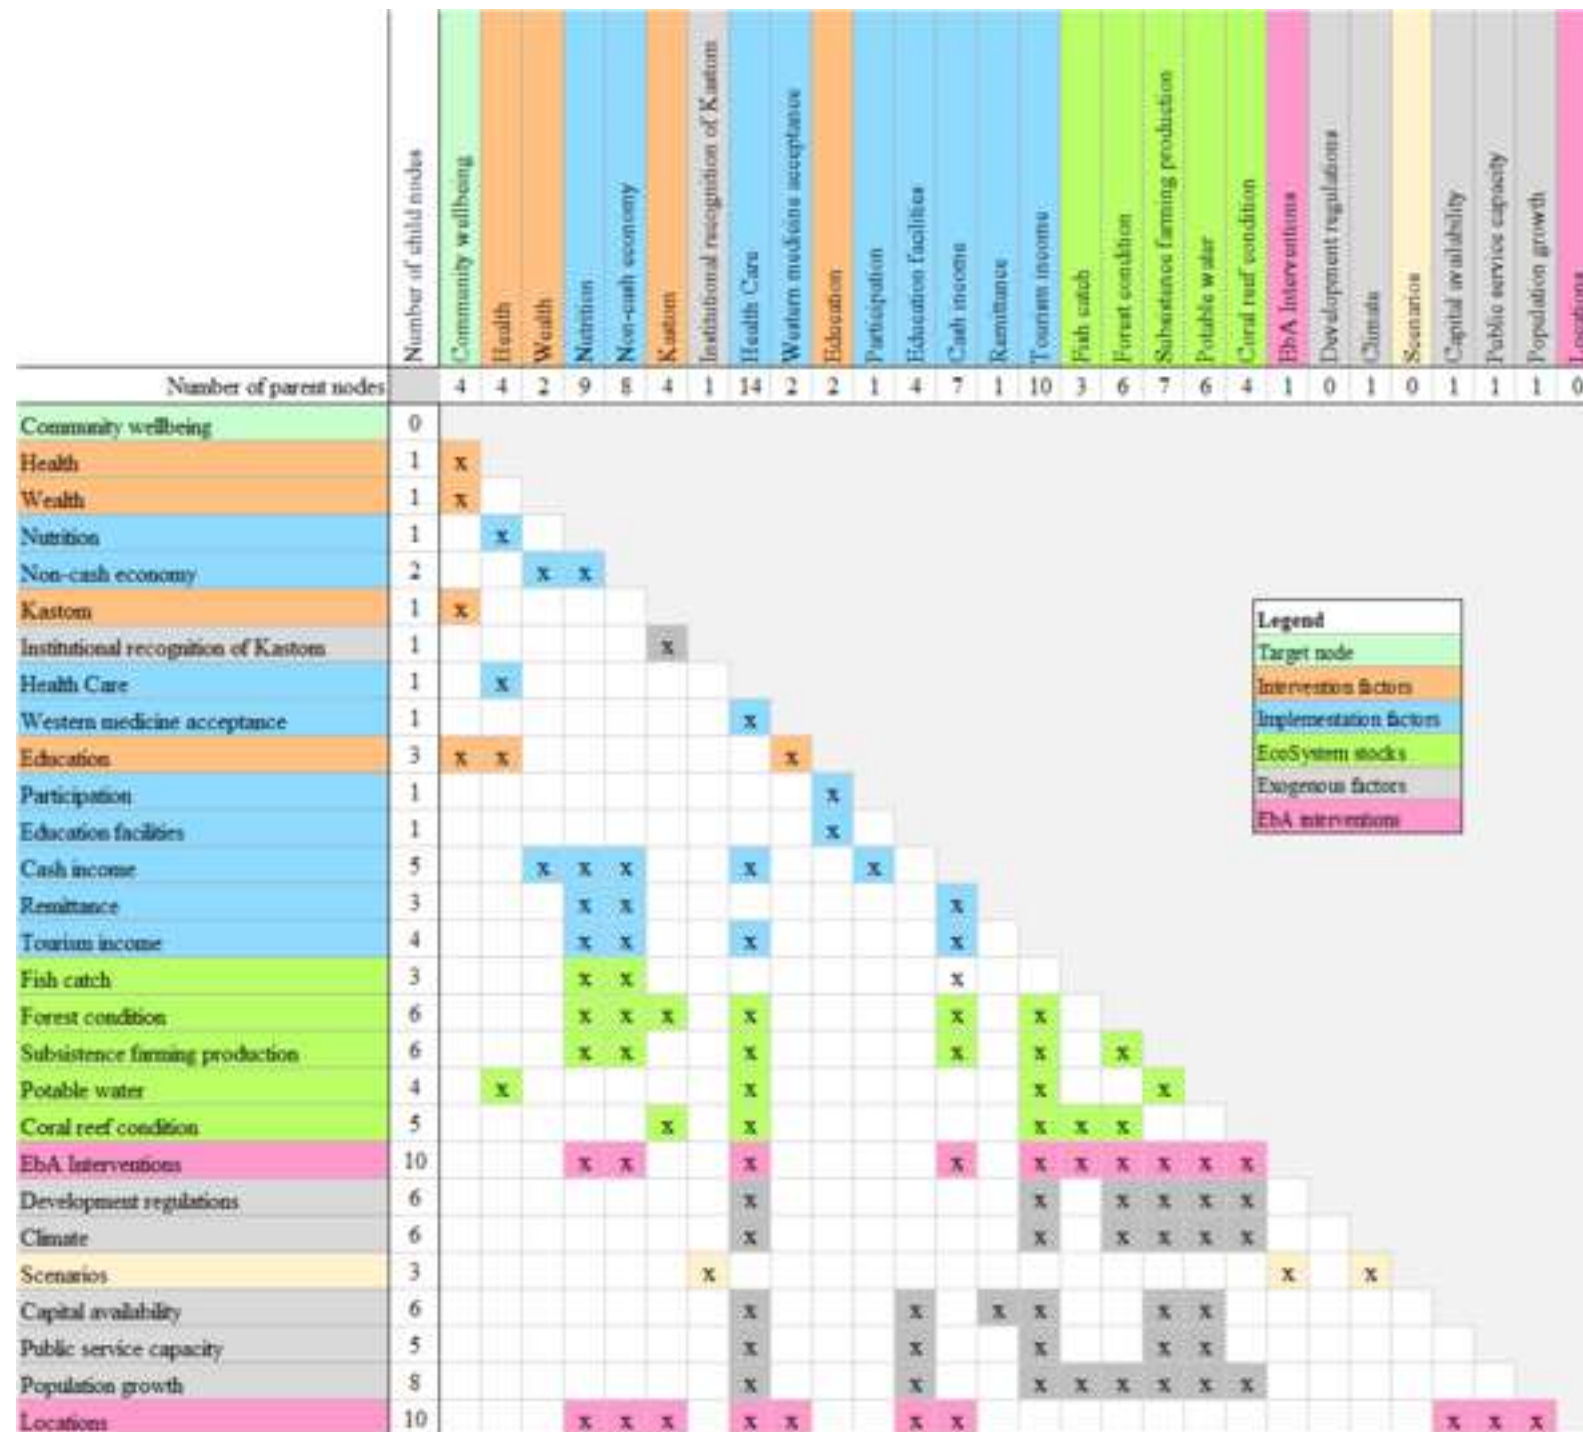 Number of child nodes
Community wellbeing
Health
Wealth
Nutrition
Non-cash economy
Kastom
Institutional recognition of Kastom
Health Care
Western medicine acceptance
Education
Participation
Education facilities
Cash income
Remittance
Tourism income
Fish catch
Forest condition
Substance farming production
Potable water
Coral reef condition
EbA Interventions
Development regulations
Climate
Scenarios
Capital availability
Public service capacity
Population growth
Locations
Number of parent nodes 4 4 2 9 8 4 1 14 2 2 1 4 7 1 10 3 6 7 6 4 1 0 1 0 1 1 1 0
Community wellbeing 0
Health 1 x
Wealth 1 x
Nutrition 1 x
Non-cash economy 2 x x
Kastom 1 x
Institutional recognition of Kastom 1 x
Health Care 1 x
Western medicine acceptance 1 x
Education 3 x x x
Participation 1 x
Education facilities 1 x
Cash income 5 x x x x x
Remittance 3 x x x
Tourism income 4 x x x x
Fish catch 3 x x x
Forest condition 6 x x x x x x
Subsistence farming production 6 x x x x x x
Potable water 4 x x x x
Coral reef condition 5 x x x x x
EbA Interventions 10 x x x x x x x x x x
Development regulations 6 x x x x x x
Climate 6 x x x x x x
Scenarios 3 x x x
Capital availability 6 x x x x x x
Public service capacity 5 x x x x x
Population growth 8 x x x x x x x x
Locations 10 x x x x x x x x x x
Legend
Target node
Intervention factors
Implementation factors
EcoSystem stocks
Exogenous factors
EbA interventions